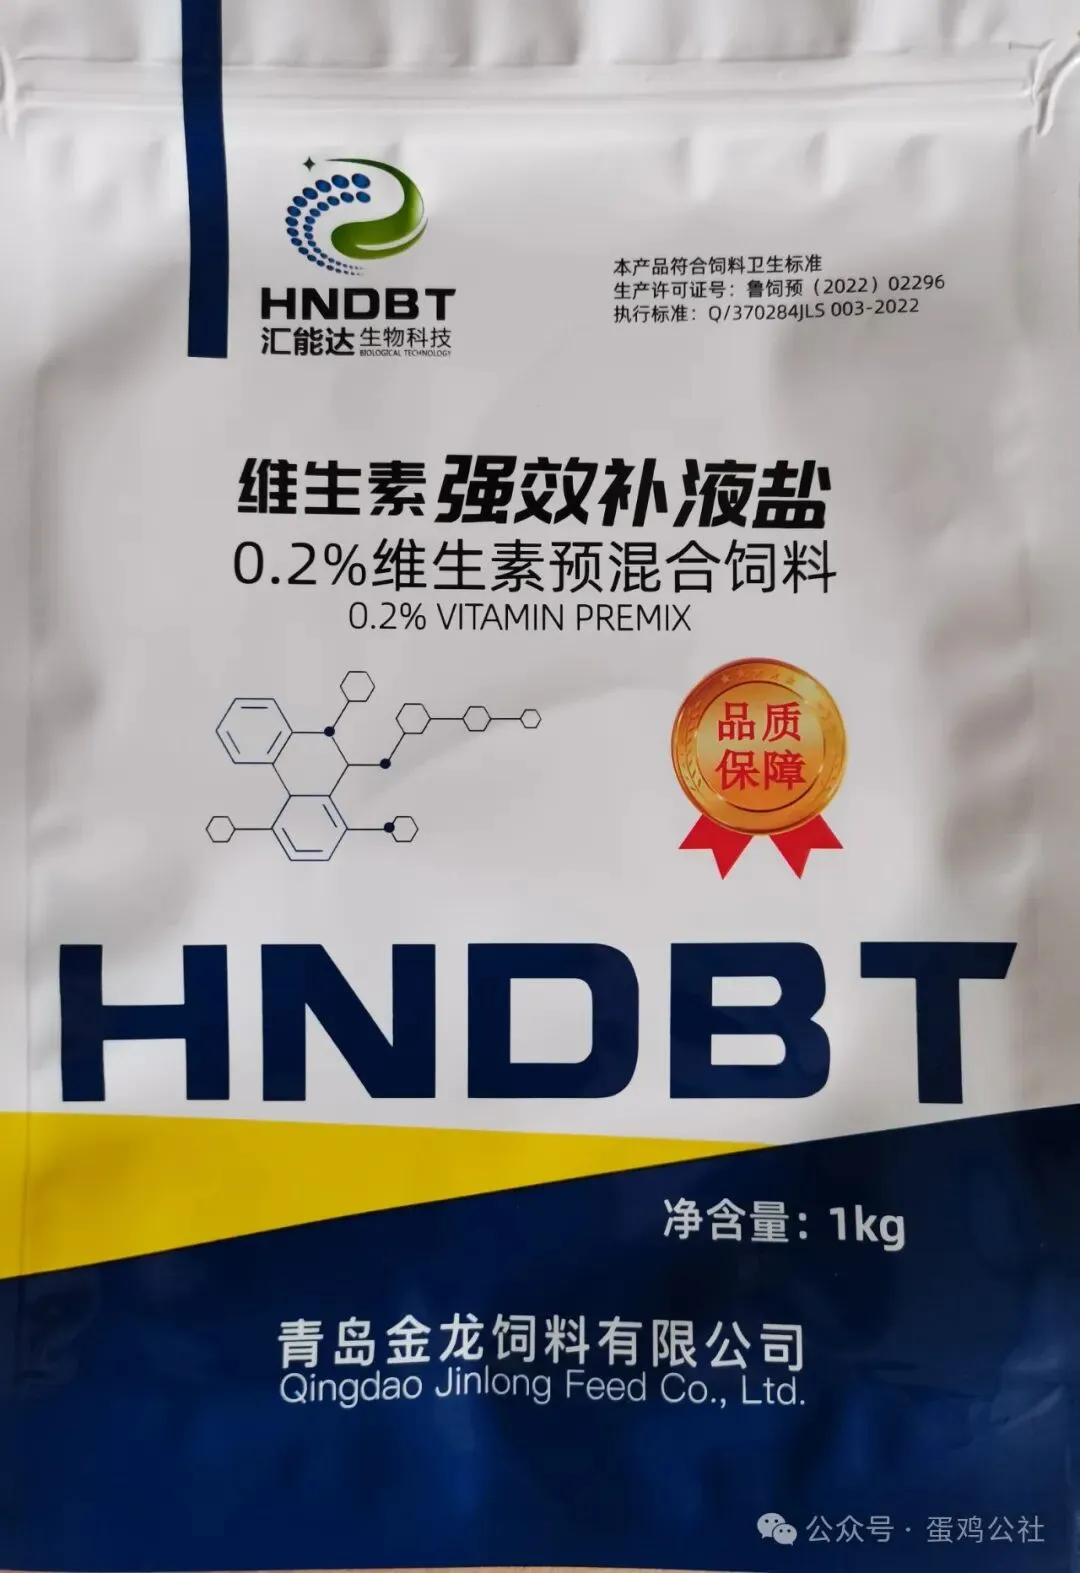 HNDBT
汇能达生物科技
BIOLOGICAL TECHNOLOGY
本产品符合饲料卫生标准
生产许可证号：鲁饲预（2022）02296
执行标准：Q/370284JLS 003-2022
维生素强效补液盐
0.2%维生素预混合饲料
0.2% VITAMIN PREMIX
品质
保障
HNDBT
净含量：1kg
青岛金龙饲料有限公司
Qingdao Jinlong Feed Co., Ltd.
公众号·蛋鸡公社